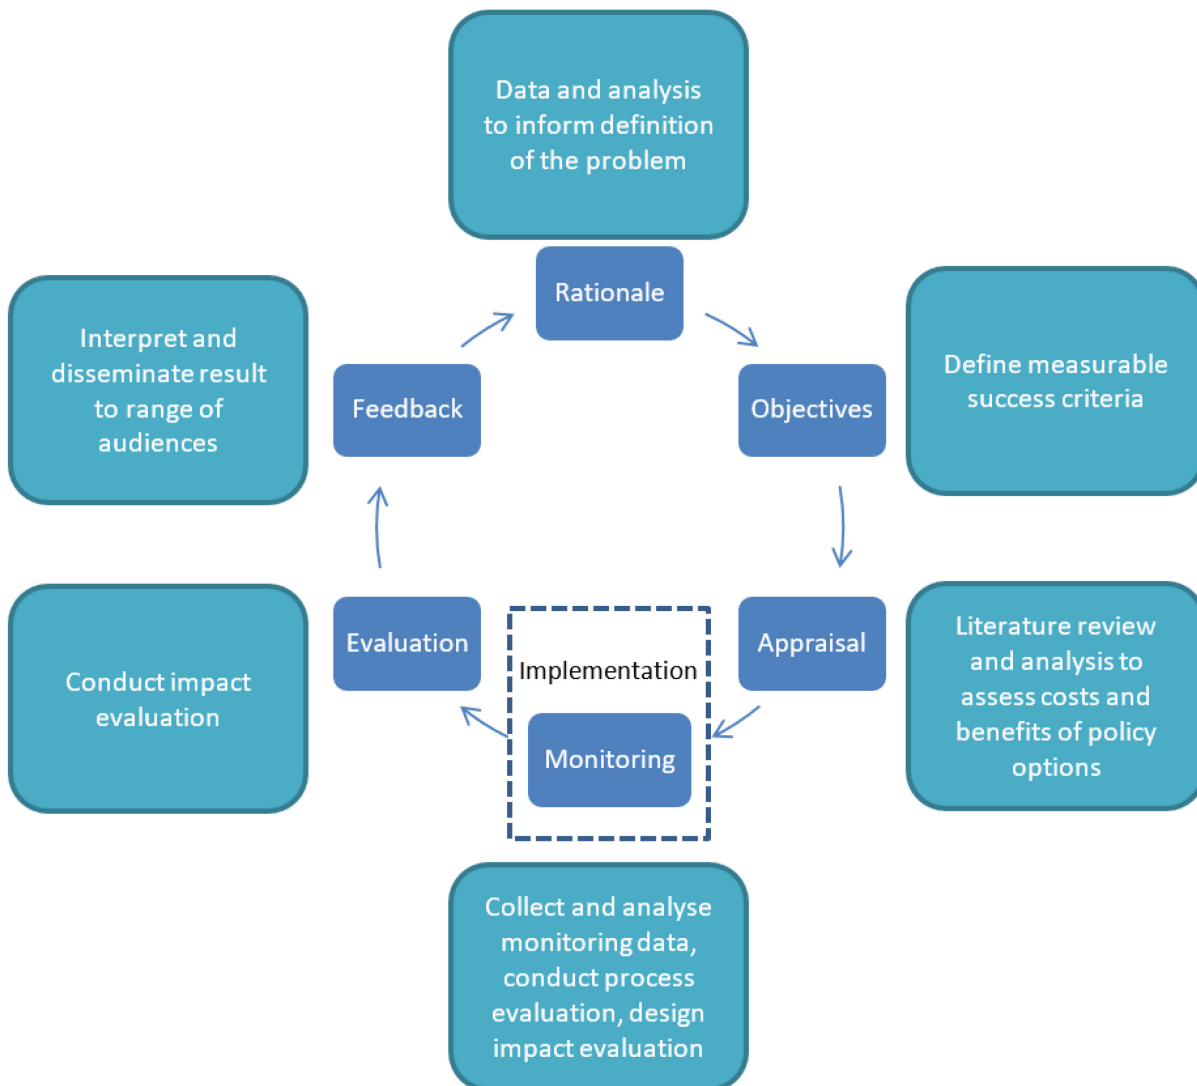 Data and analysis
to inform definition
of the problem
Rationale
Objectives
Define measurable
success criteria
Appraisal
Literature review
and analysis to
assess costs and
benefits of policy
options
Implementation
Monitoring
Collect and analyse
monitoring data,
conduct process
evaluation, design
impact evaluation
Evaluation
Conduct impact
evaluation
Feedback
Interpret and
disseminate result
to range of
audiences